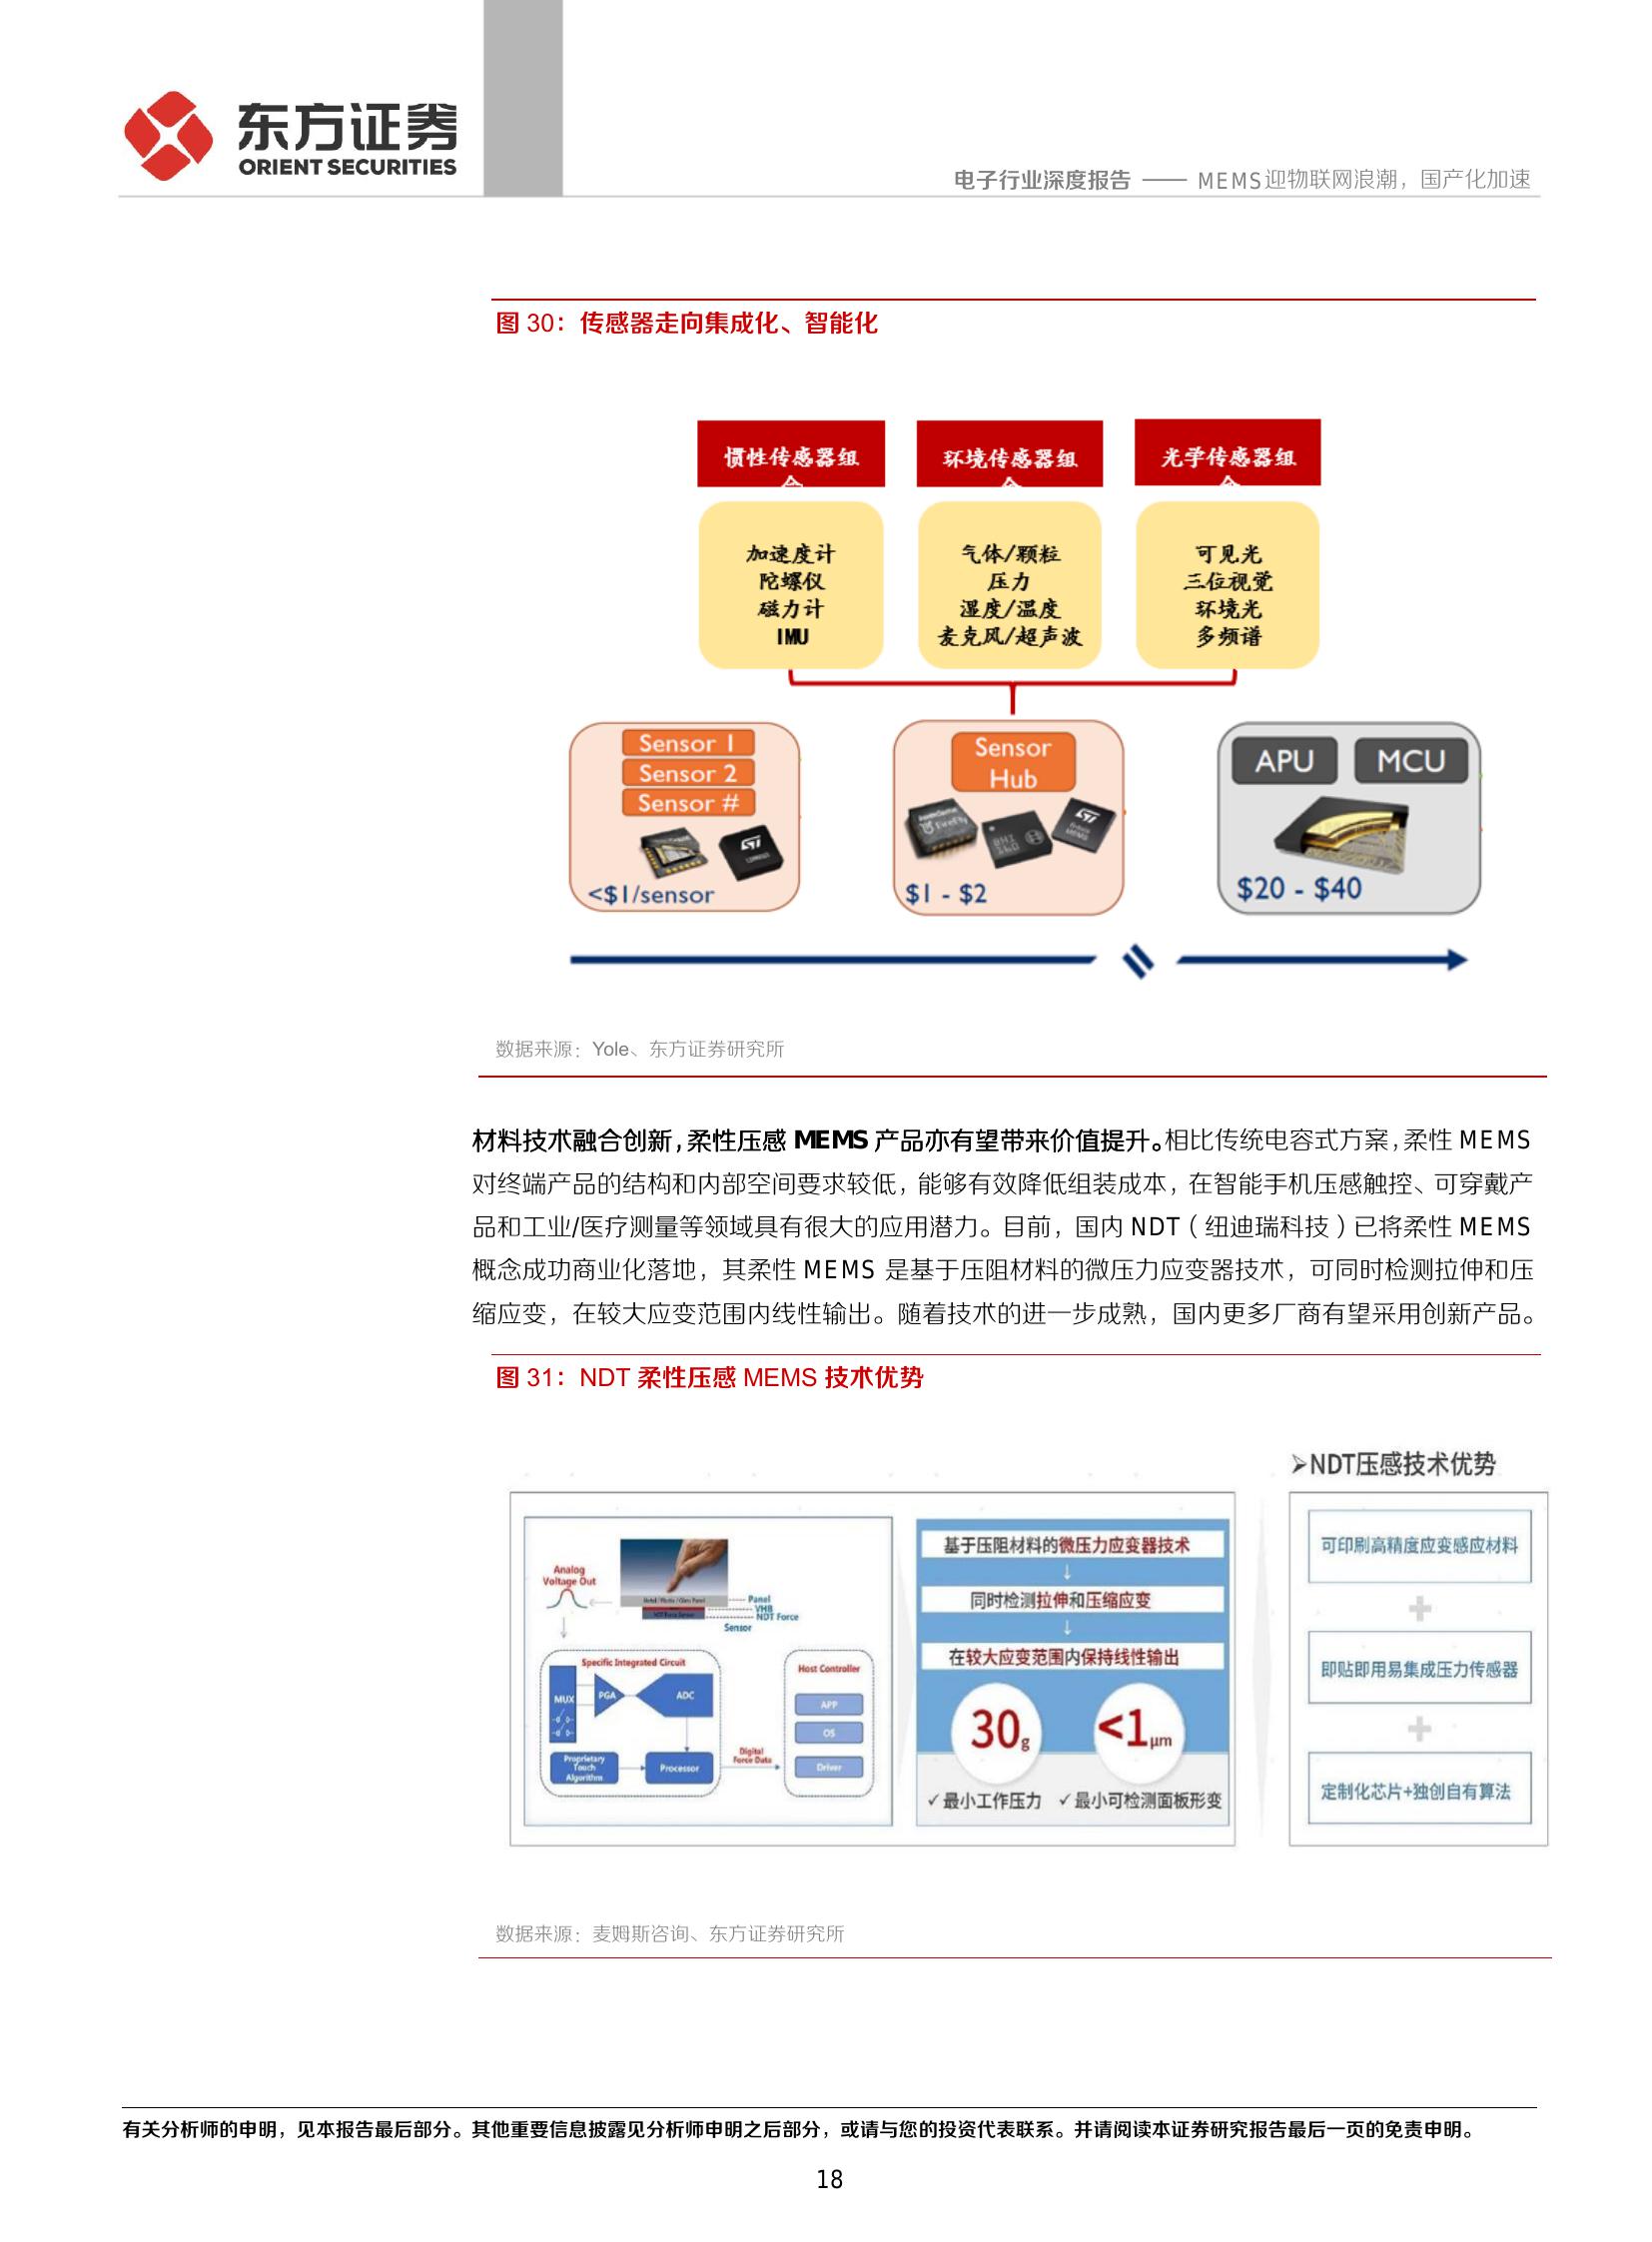 东方证券
ORIENT SECURITIES
电子行业深度报告 —— MEMS迎物联网浪潮，国产化加速
图 30：传感器走向集成化、智能化
惯性传感器组
环境传感器组
光学传感器组
加速度计
陀螺仪
磁力计
IMU
气体/颗粒
压力
湿度/温度
麦克风/超声波
可见光
三位视觉
环境光
多频谱
Sensor 1
Sensor 2
Sensor #
<$1/sensor
Sensor
Hub
$1 - $2
APU
MCU
$20 - $40
数据来源：Yole、东方证券研究所
材料技术融合创新，柔性压感 MEMS 产品亦有望带来价值提升。相比传统电容式方案，柔性 MEMS
对终端产品的结构和内部空间要求较低，能够有效降低组装成本，在智能手机压感触控、可穿戴产
品和工业/医疗测量等领域具有很大的应用潜力。目前，国内 NDT（纽迪瑞科技）已将柔性 MEMS
概念成功商业化落地，其柔性 MEMS 是基于压阻材料的微压力应变器技术，可同时检测拉伸和压
缩应变，在较大应变范围内线性输出。随着技术的进一步成熟，国内更多厂商有望采用创新产品。
图 31：NDT 柔性压感 MEMS 技术优势
➢NDT压感技术优势
Analog
Voltage Out
Panel
VHB
NDT Force
Sensor
Specific Integrated Circuit
MUX
PGA
ADC
Proprietary
Touch
Algorithm
Processor
Digital
Force Data
Host Controller
APP
OS
Driver
基于压阻材料的微压力应变器技术
↓
同时检测拉伸和压缩应变
↓
在较大应变范围内保持线性输出
30g
<1μm
✓最小工作压力
✓最小可检测面板形变
可印刷高精度应变感应材料
+
即贴即用易集成压力传感器
+
定制化芯片+独创自有算法
数据来源：麦姆斯咨询、东方证券研究所
有关分析师的申明，见本报告最后部分。其他重要信息披露见分析师申明之后部分，或请与您的投资代表联系。并请阅读本证券研究报告最后一页的免责申明。
18